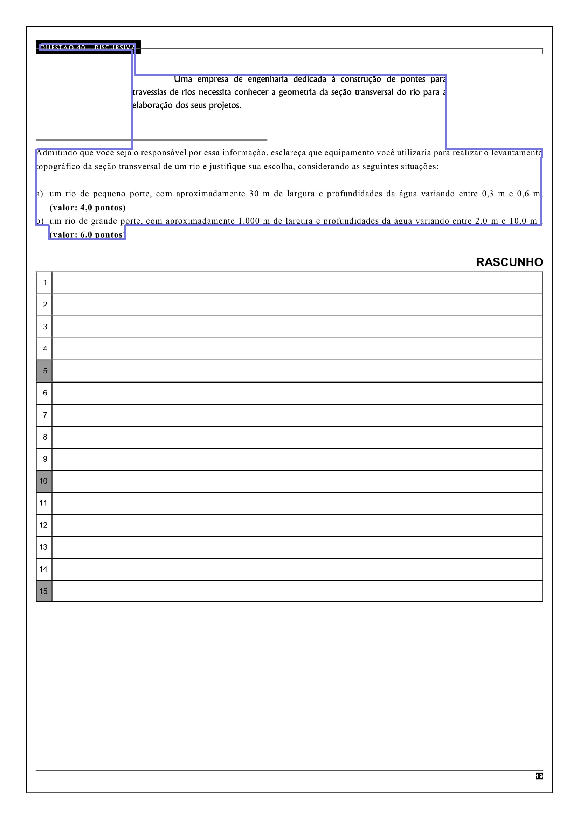 QUESTÃO 40 – DISCURSIVA
Uma empresa de engenharia dedicada à construção de pontes para
travessias de rios necessita conhecer a geometria da seção transversal do rio para a
elaboração dos seus projetos.
Admitindo que você seja o responsável por essa informação, esclareça que equipamento você utilizaria para realizar o levantamento
topográfico da seção transversal de um rio e justifique sua escolha, considerando as seguintes situações:
a) um rio de pequeno porte, com aproximadamente 30 m de largura e profundidades da água variando entre 0,3 m e 0,6 m
(valor: 4,0 pontos)
b) um rio de grande porte, com aproximadamente 1.000 m de largura e profundidades da água variando entre 2,0 m e 10,0 m
(valor: 6,0 pontos)
RASCUNHO
1
2
3
4
5
6
7
8
9
10
11
12
13
14
15